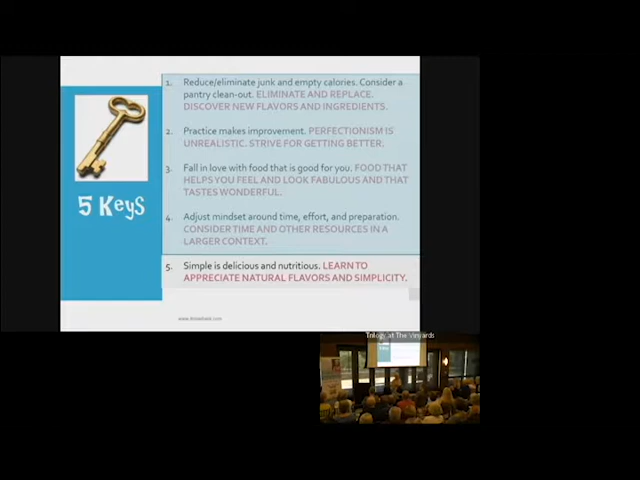 1. Reduce/eliminate junk and empty calories. Consider a
pantry clean-out. ELIMINATE AND REPLACE.
DISCOVER NEW FLAVORS AND INGREDIENTS.
2. Practice makes improvement. PERFECTIONISM IS
UNREALISTIC. STRIVE FOR GETTING BETTER.
3. Fall in love with food that is good for you. FOOD THAT
HELPS YOU FEEL AND LOOK FABULOUS AND THAT
TASTES WONDERFUL.
5 Keys
4. Adjust mindset around time, effort, and preparation.
CONSIDER TIME AND OTHER RESOURCES IN A
LARGER CONTEXT.
5. Simple is delicious and nutritious. LEARN TO
APPRECIATE NATURAL FLAVORS AND SIMPLICITY.
Trilogy at The Vinyards